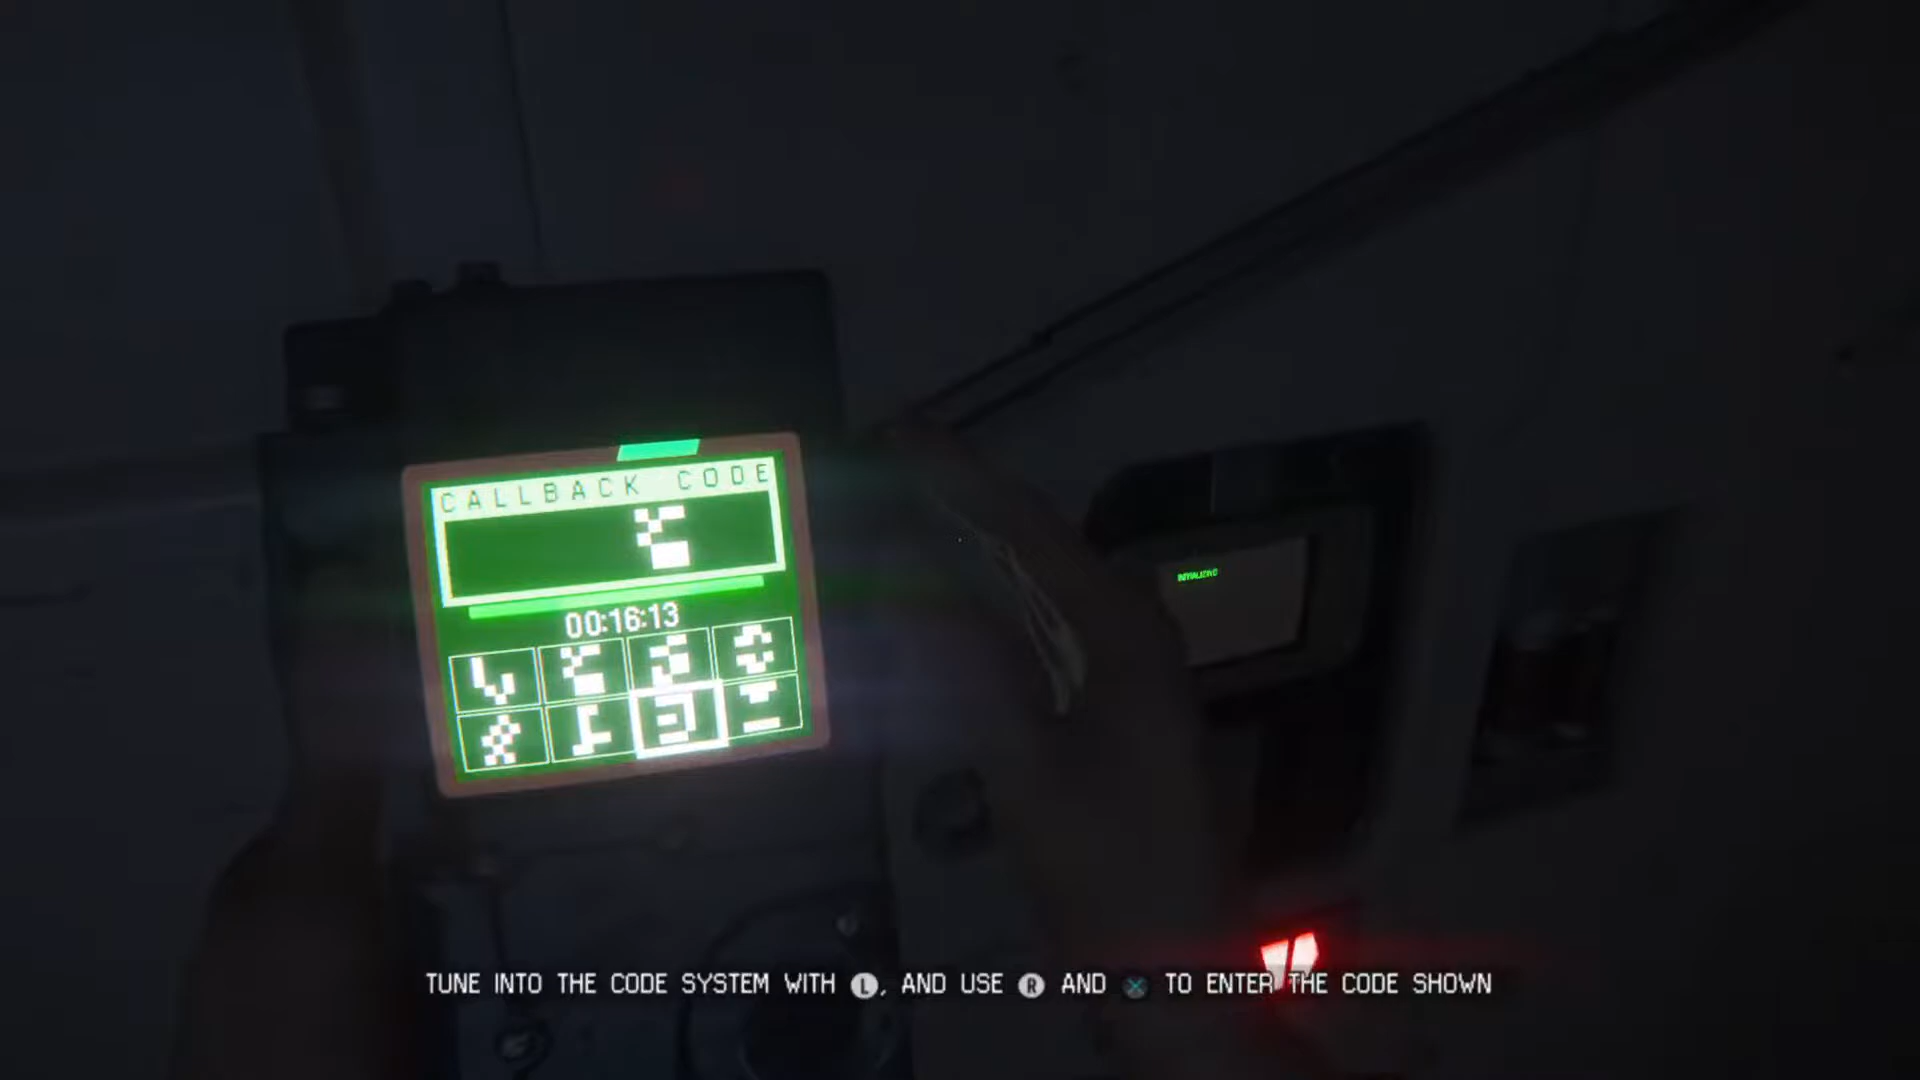 CALLBACK CODE
00:16:13
INITIALIZING
TUNE INTO THE CODE SYSTEM WITH L, AND USE R AND X TO ENTER THE CODE SHOWN